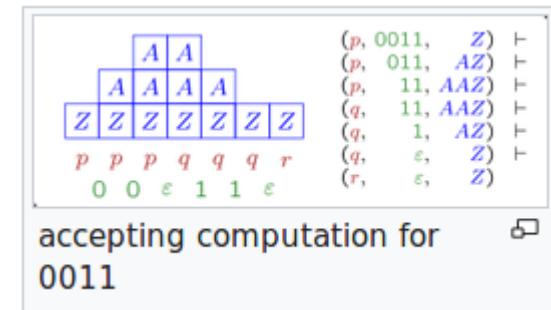 A A
A A A A
Z Z Z Z Z Z Z
p p p q q q r
0 0 ε 1 1 ε
(p, 0011, Z) ⊢
(p, 011, AZ) ⊢
(p, 11, AAZ) ⊢
(q, 11, AAZ) ⊢
(q, 1, AZ) ⊢
(q, ε, Z) ⊢
(r, ε, Z)
accepting computation for
0011